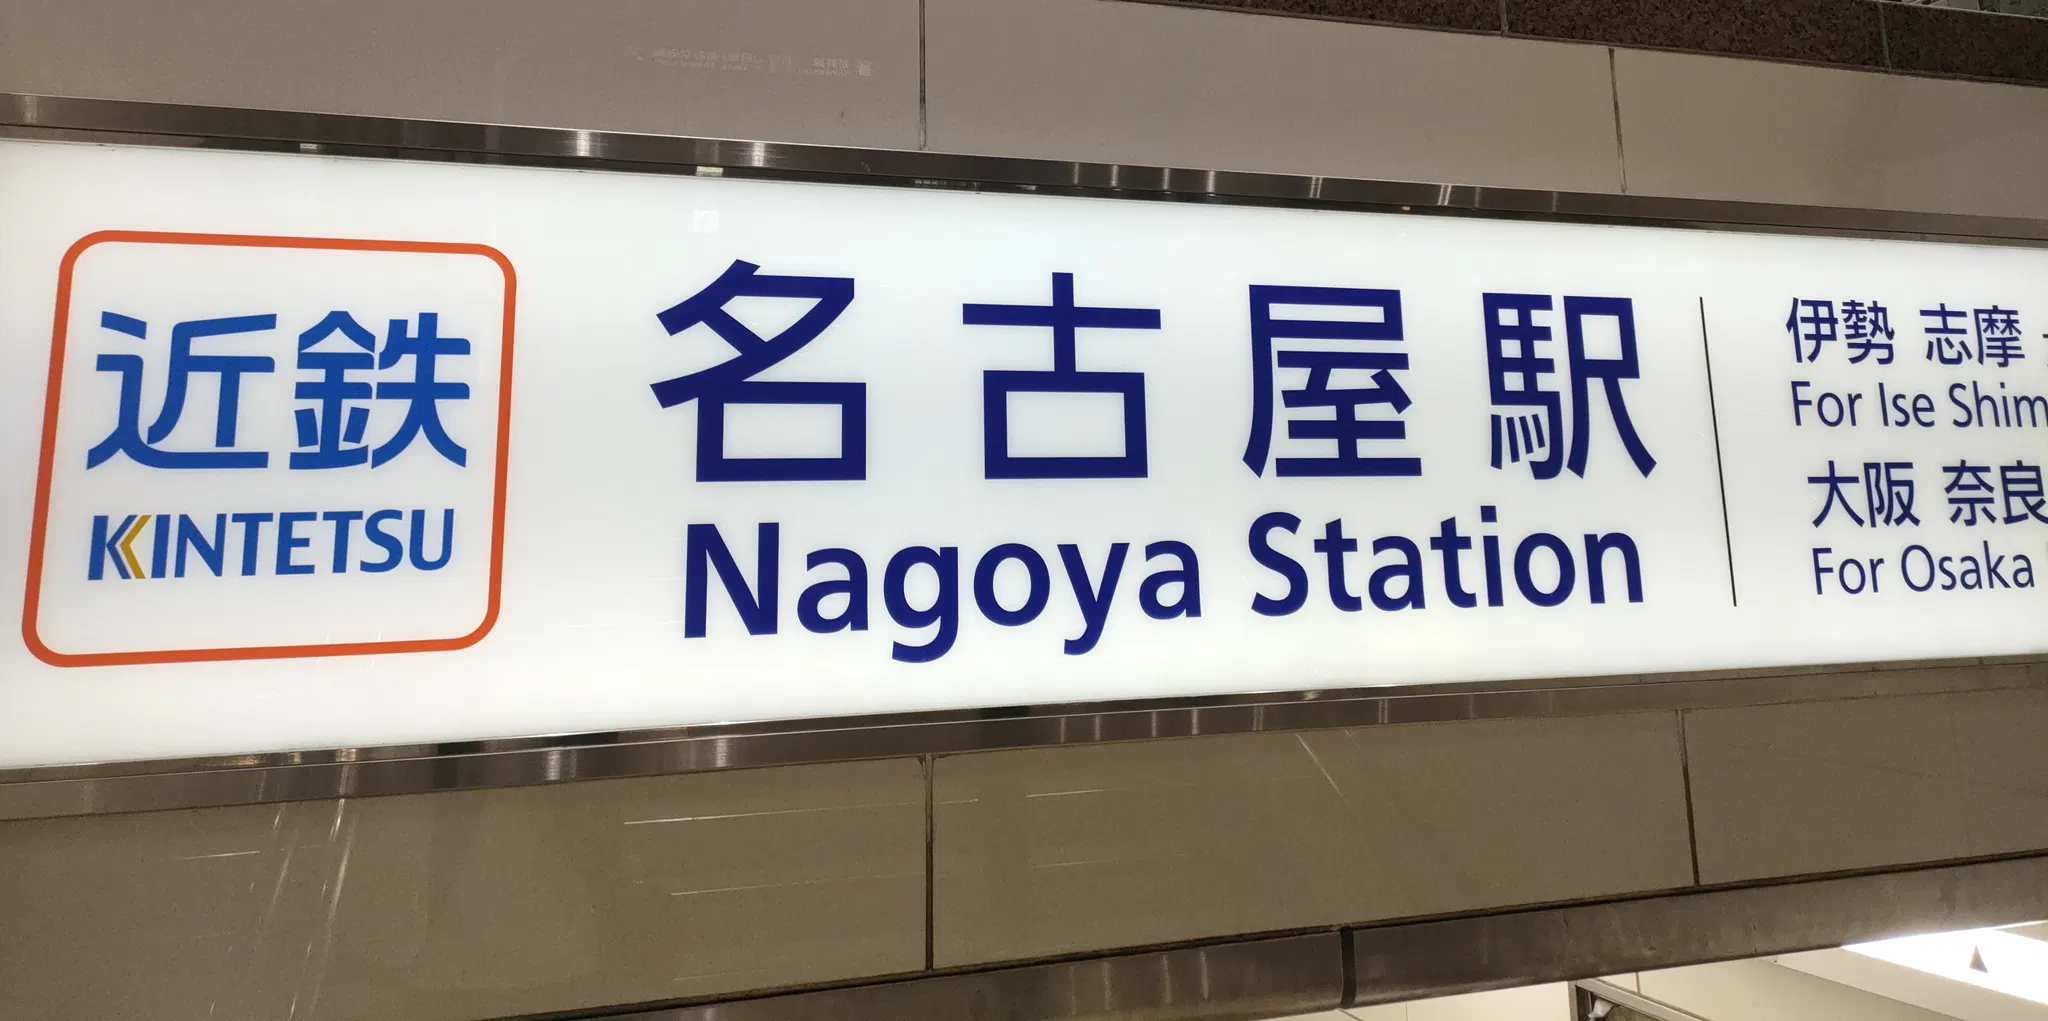 近鉄
KINTETSU
名古屋駅
Nagoya Station
伊勢 志摩
For Ise Shim
大阪 奈良
For Osaka